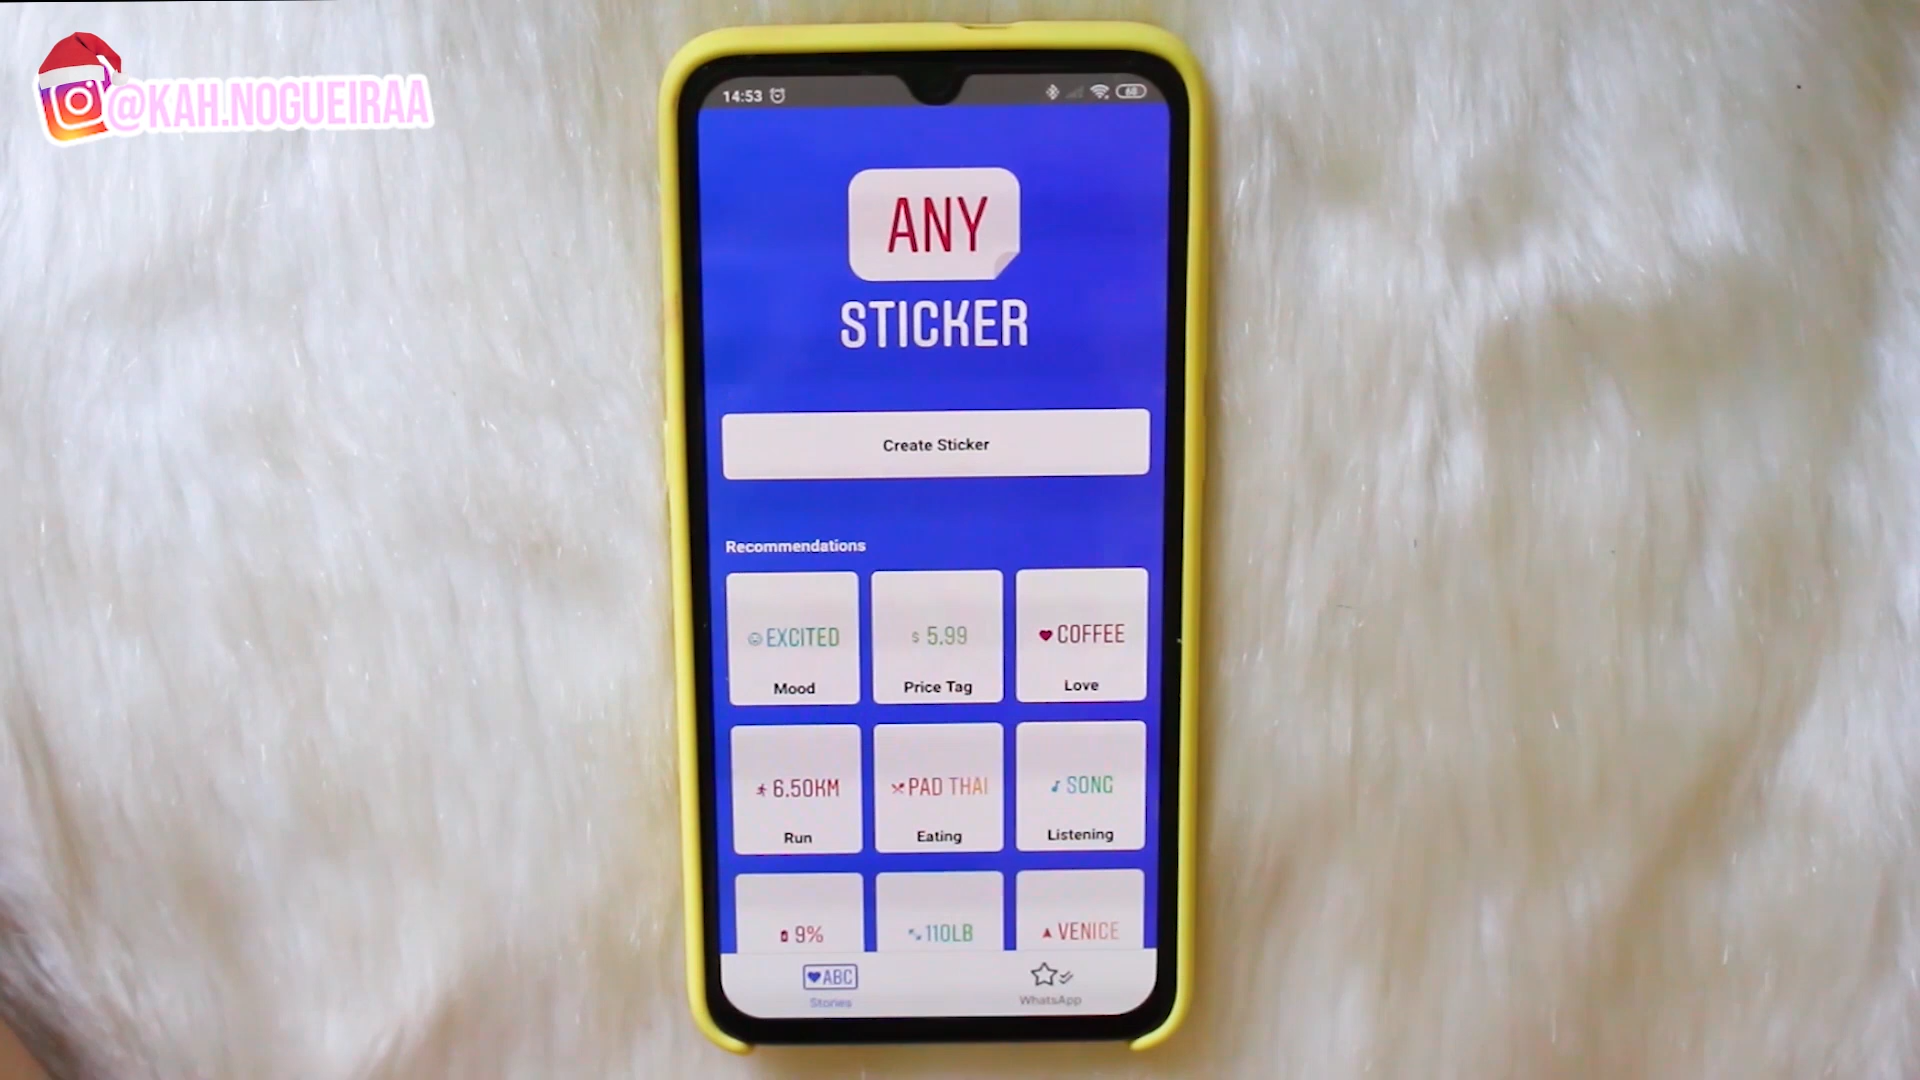 @KAH.NOGUEIRAA
14:53
68
ANY
STICKER
Create Sticker
Recommendations
EXCITED
Mood
$ 5.99
Price Tag
COFFEE
Love
6.50KM
Run
PAD THAI
Eating
SONG
Listening
9%
110LB
VENICE
ABC
Stories
WhatsApp